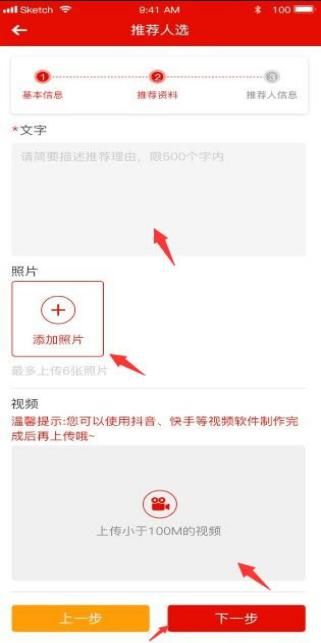 Sketch 9:41 AM 100
推荐人选
1 2 3
基本信息 推荐资料 推荐人信息
*文字
请简要描述推荐理由，限500个字内
照片
添加照片
最多上传6张照片
视频
温馨提示:您可以使用抖音、快手等视频软件制作完
成后再上传哦~
上传小于100M的视频
上一步 下一步